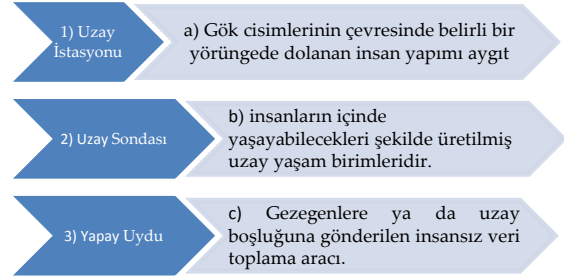 1) Uzay
İstasyonu
a) Gök cisimlerinin çevresinde belirli bir
yörüngede dolanan insan yapımı aygıt
2) Uzay Sondası
b) insanların içinde
yaşayabilecekleri şekilde üretilmiş
uzay yaşam birimleridir.
3) Yapay Uydu
c) Gezegenlere ya da uzay
boşluğuna gönderilen insansız veri
toplama aracı.